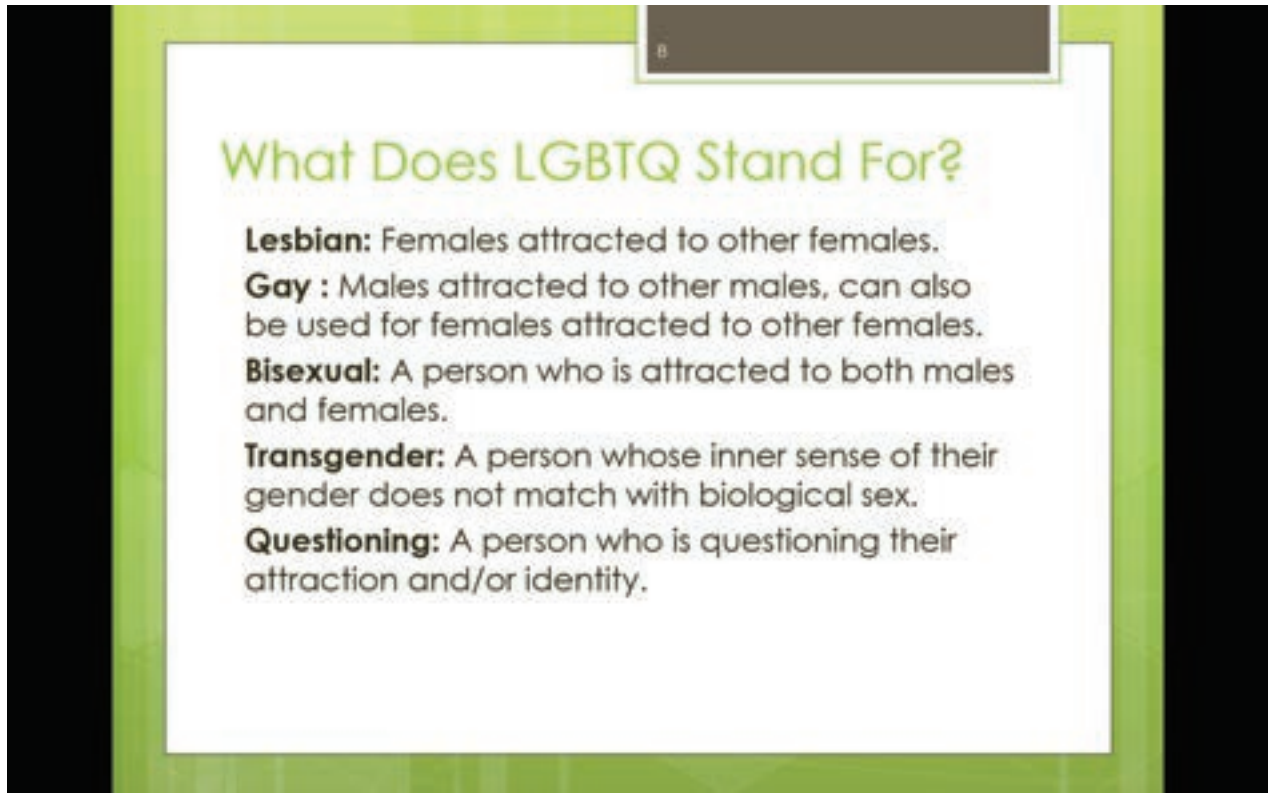 8
What Does LGBTQ Stand For?
Lesbian: Females attracted to other females.
Gay : Males attracted to other males, can also
be used for females attracted to other females.
Bisexual: A person who is attracted to both males
and females.
Transgender: A person whose inner sense of their
gender does not match with biological sex.
Questioning: A person who is questioning their
attraction and/or identity.